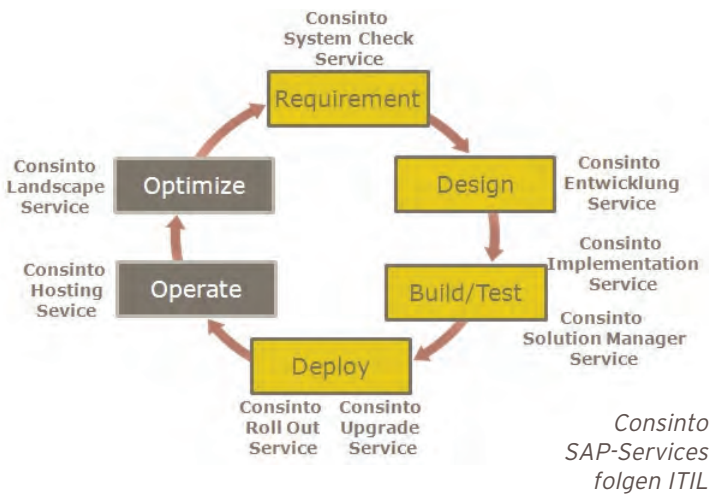 Consinto
System Check
Service
Requirement
Design
Consinto
Entwicklung
Service
Build/Test
Consinto
Implementation
Service
Consinto
Solution Manager
Service
Deploy
Consinto
Roll Out
Service
Consinto
Upgrade
Service
Operate
Consinto
Hosting
Sevice
Optimize
Consinto
Landscape
Service
Consinto
SAP-Services
folgen ITIL